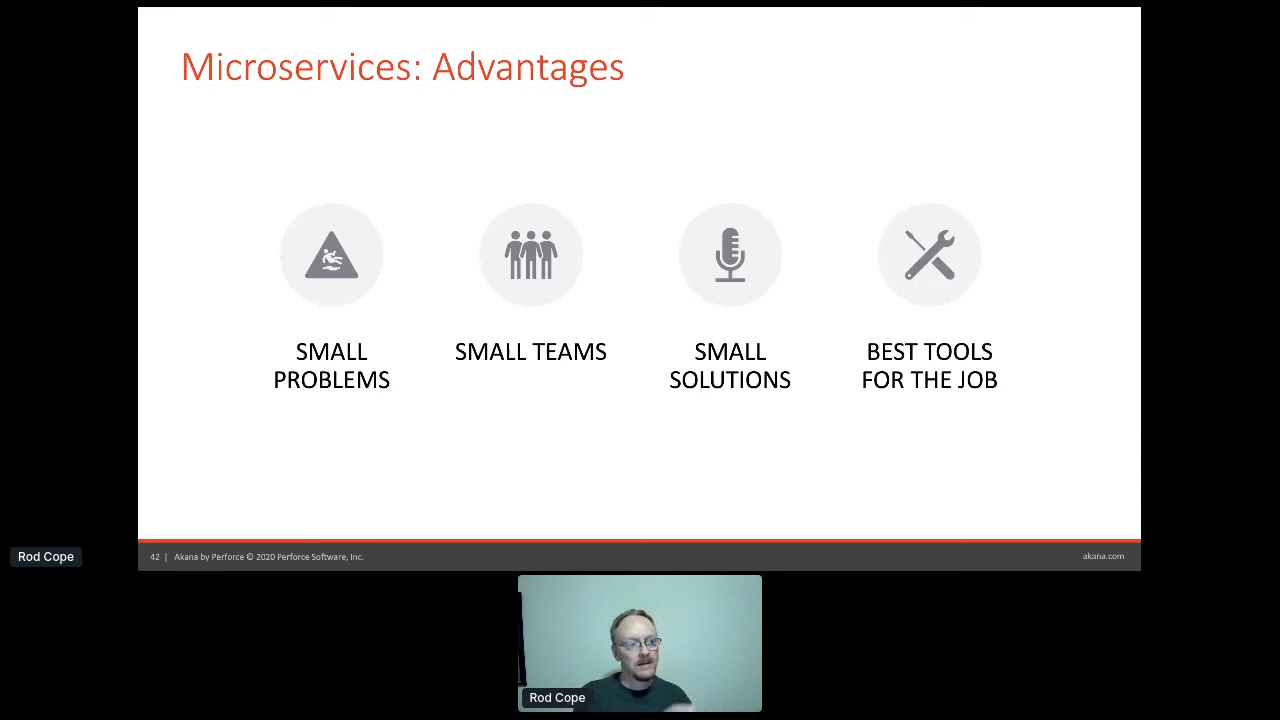 Microservices: Advantages
SMALL
PROBLEMS
SMALL TEAMS
SMALL
SOLUTIONS
BEST TOOLS
FOR THE JOB
Rod Cope
42 | Akana by Perforce © 2020 Perforce Software, Inc.
akana.com
Rod Cope